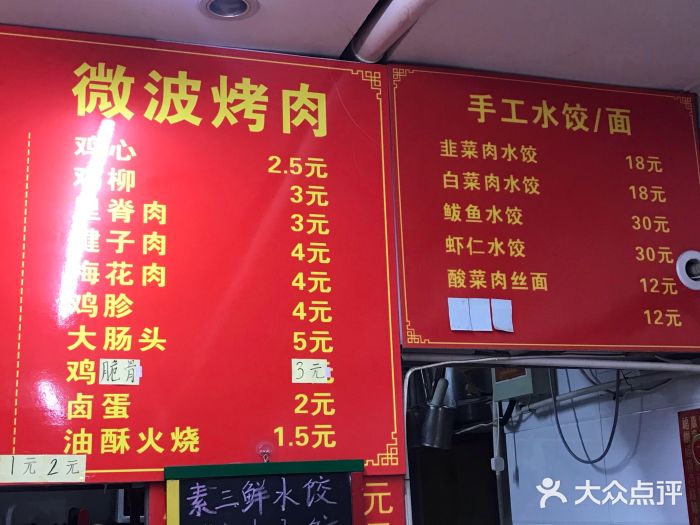 微波烤肉
鸡心 2.5元
鸡柳 3元
里脊肉 3元
腱子肉 4元
梅花肉 4元
鸡胗 4元
大肠头 5元
鸡脆骨 3元
卤蛋 2元
油酥火烧 1.5元
1元 2元
手工水饺/面
韭菜肉水饺 18元
白菜肉水饺 18元
鲅鱼水饺 30元
虾仁水饺 30元
酸菜肉丝面 12元
12元
素三鲜水饺
元
大众点评